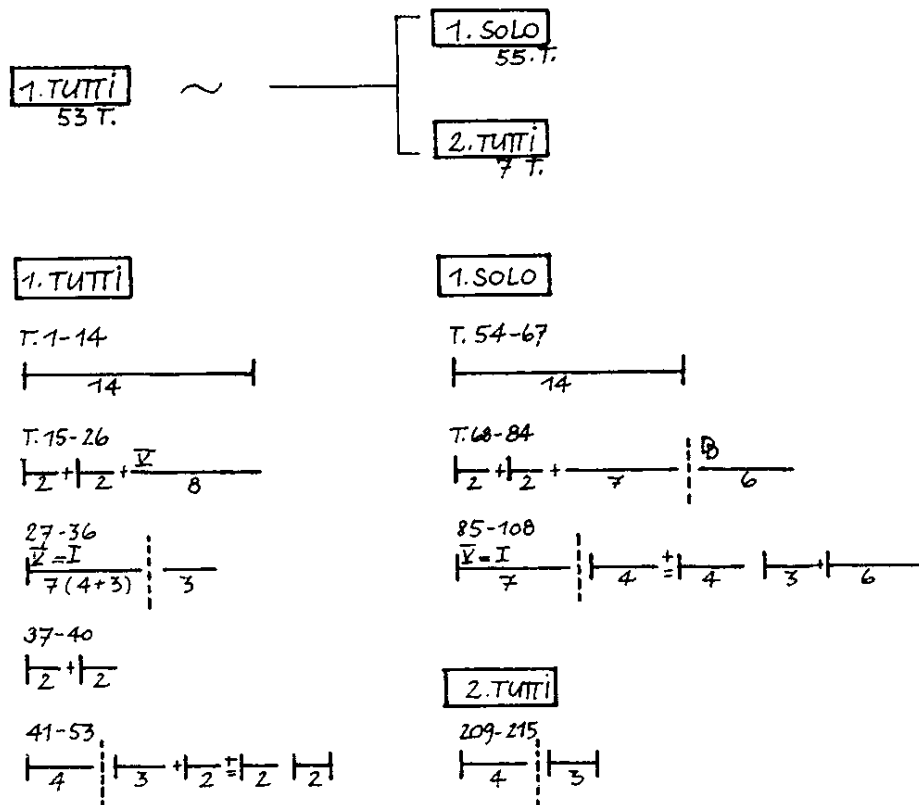 1. SOLO
55. T.
1. TUTTI ~
53 T.
2. TUTTI
7 T.
1. TUTTI
T. 1-14
14
T. 15-26
V
2 + 2 + 8
27-36
V = I
7 (4+3) 3
37-40
2 + 2
41-53
4 3 + 2 ± 2 2
1. SOLO
T. 54-67
14
T. 68-84
2 + 2 + 7 6
85-108
V = I
7 4 ± 4 3 + 6
2. TUTTI
209-215
4 3